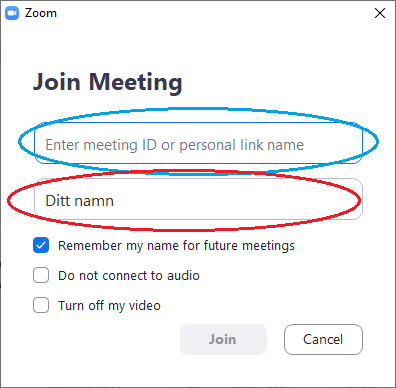 Zoom
Join Meeting
Enter meeting ID or personal link name
Ditt namn
Remember my name for future meetings
Do not connect to audio
Turn off my video
Join Cancel